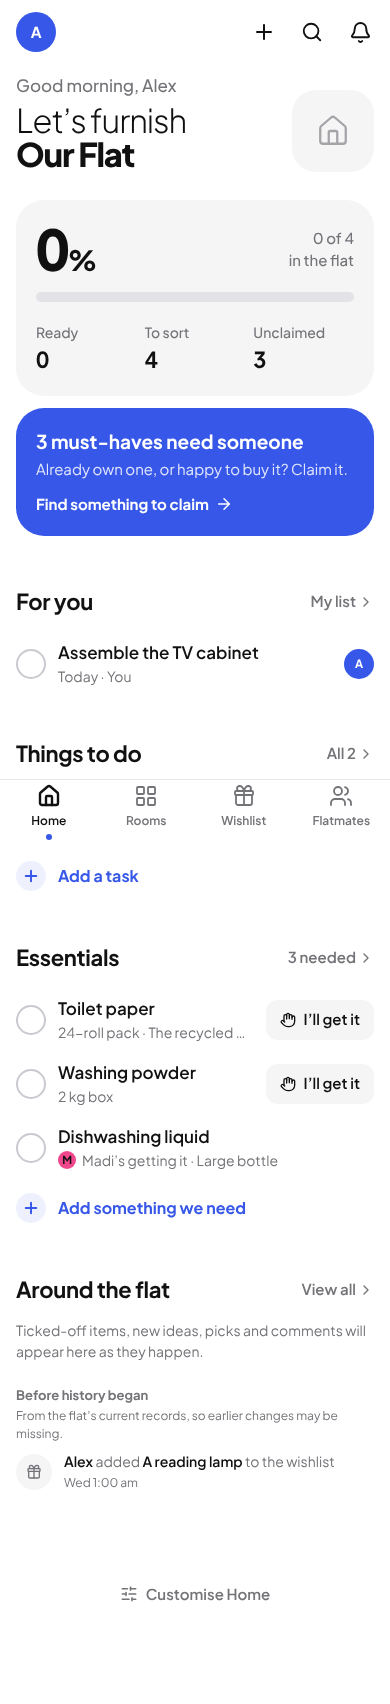 A
Good morning, Alex
Let’s furnish
Our Flat
0%
0 of 4
in the flat
Ready
0
To sort
4
Unclaimed
3
3 must-haves need someone
Already own one, or happy to buy it? Claim it.
Find something to claim
For you
My list
Assemble the TV cabinet
Today · You
A
Things to do
All 2
Home
Rooms
Wishlist
Flatmates
Add a task
Essentials
3 needed
Toilet paper
24-roll pack · The recycled ...
I’ll get it
Washing powder
2 kg box
I’ll get it
Dishwashing liquid
M Madi’s getting it · Large bottle
Add something we need
Around the flat
View all
Ticked-off items, new ideas, picks and comments will
appear here as they happen.
Before history began
From the flat’s current records, so earlier changes may be
missing.
Alex added A reading lamp to the wishlist
Wed 1:00 am
Customise Home